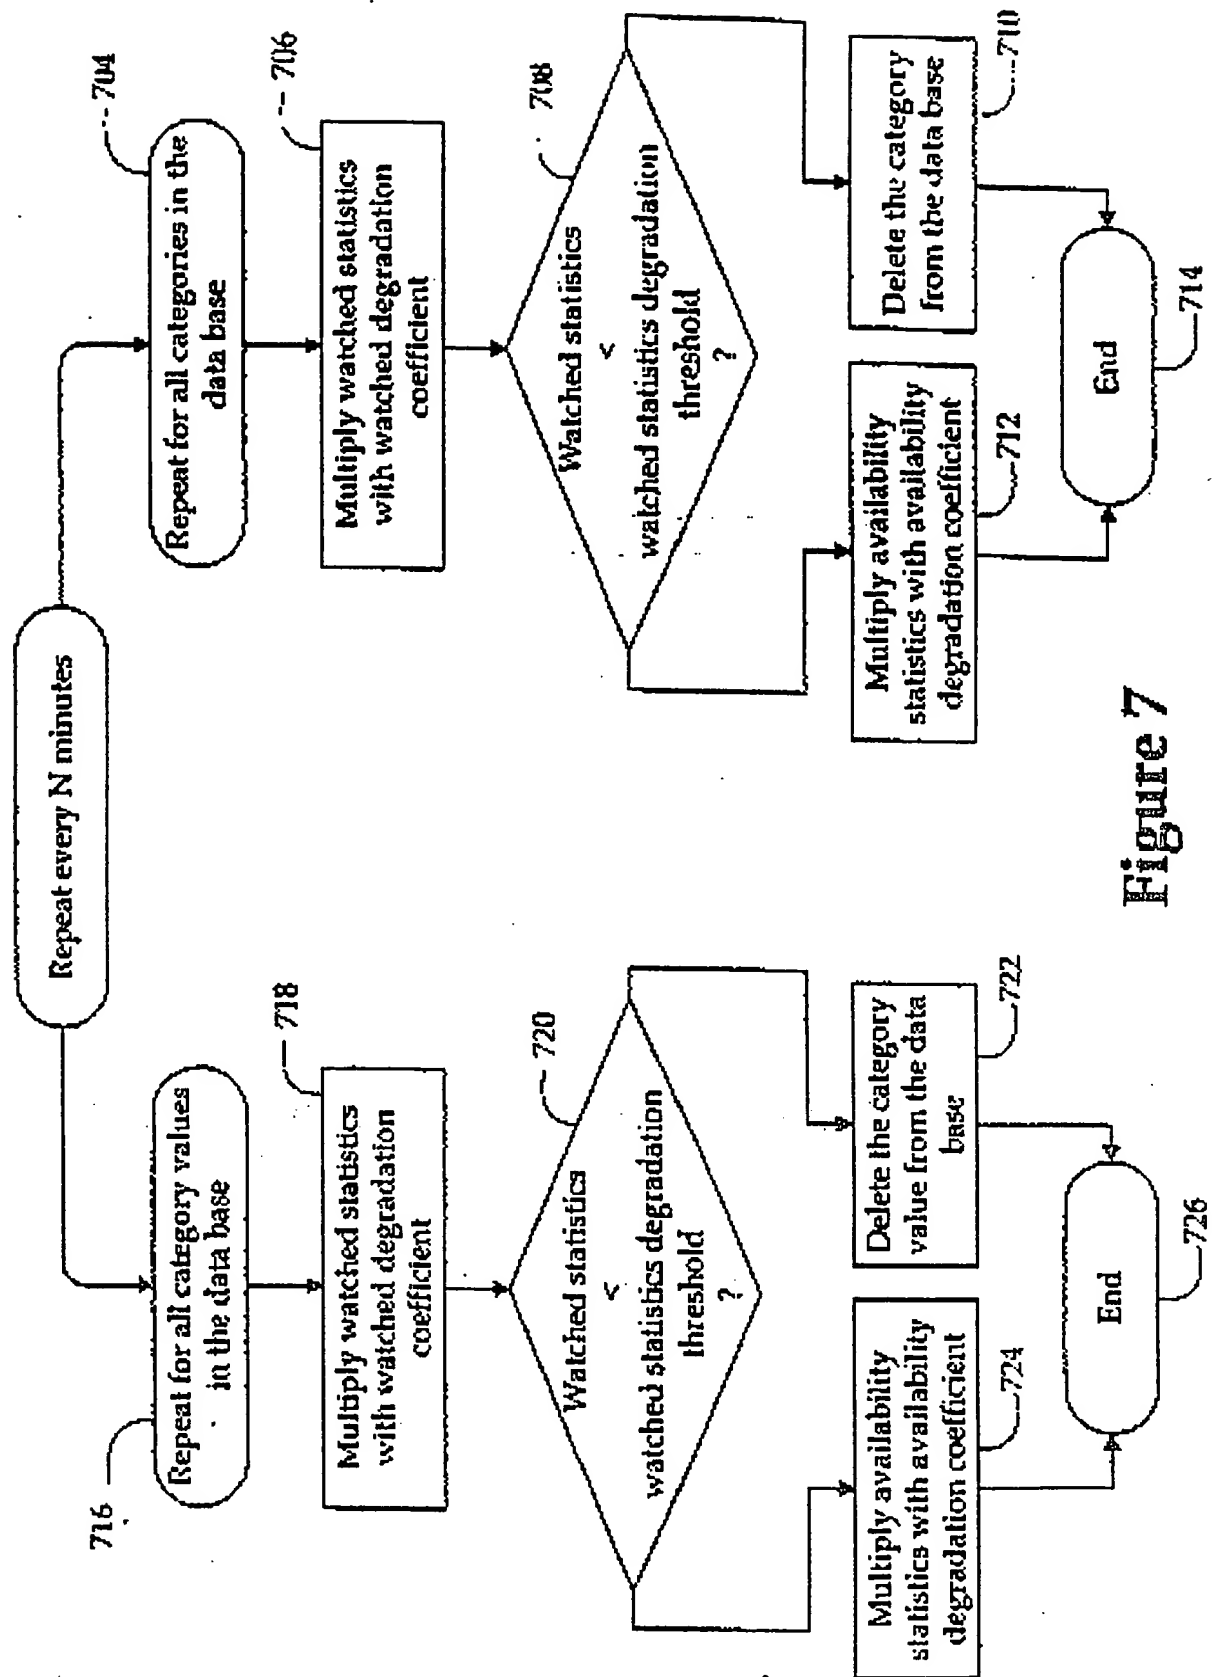 Repeat every N minutes
716
Repeat for all category values
in the data base
718
Multiply watched statistics
with watched degradation
coefficient
720
Watched statistics
<
watched statistics degradation
threshold
?
Multiply availability
statistics with availability
degradation coefficient
724
Delete the category
value from the data
base
722
End
726
704
Repeat for all categories in the
data base
706
Multiply watched statistics
with watched degradation
coefficient
708
Watched statistics
<
watched statistics degradation
threshold
?
Multiply availability
statistics with availability
degradation coefficient
712
Delete the category
from the data base
710
End
714
Figure 7